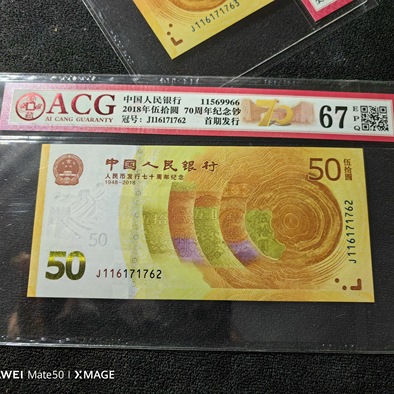 ACG
AI CANG GUARANTY
中国人民银行 11569966
2018年伍拾圆 70周年纪念钞
冠号: J116171762 首期发行
70
67
EPQ
中国人民银行
人民币发行七十周年纪念
1948-2018
50
伍拾圆
50
50
J116171762
J116171762
WEI Mate50 | XMAGE